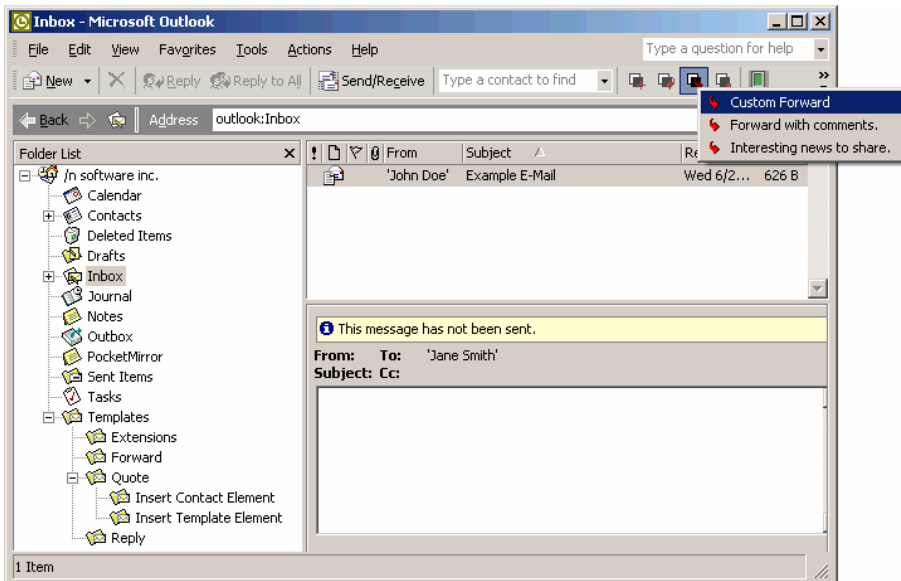 Inbox - Microsoft Outlook
File Edit View Favorites Tools Actions Help Type a question for help
New Reply Reply to All Send/Receive Type a contact to find
Custom Forward
Forward with comments.
Interesting news to share.
Back Address outlook:Inbox
Folder List
! From Subject Re
'John Doe' Example E-Mail Wed 6/2... 626 B
/n software inc.
Calendar
Contacts
Deleted Items
Drafts
Inbox
Journal
Notes
Outbox
PocketMirror
Sent Items
Tasks
Templates
Extensions
Forward
Quote
Insert Contact Element
Insert Template Element
Reply
This message has not been sent.
From: To: 'Jane Smith'
Subject: Cc:
1 Item